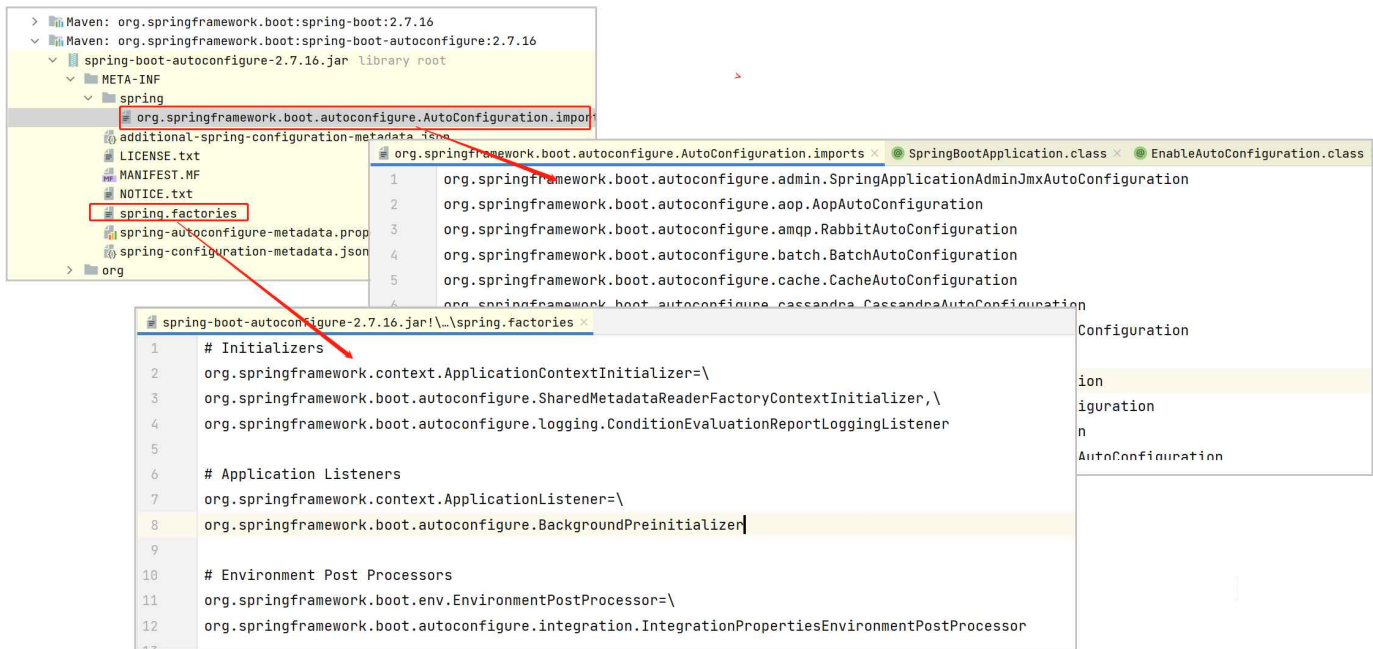 Maven: org.springframework.boot:spring-boot:2.7.16
Maven: org.springframework.boot:spring-boot-autoconfigure:2.7.16
spring-boot-autoconfigure-2.7.16.jar library root
META-INF
spring
org.springframework.boot.autoconfigure.AutoConfiguration.import
additional-spring-configuration-metadata.json
LICENSE.txt
MANIFEST.MF
NOTICE.txt
spring.factories
spring-autoconfigure-metadata.prop
spring-configuration-metadata.json
org
org.springframework.boot.autoconfigure.AutoConfiguration.imports SpringBootApplication.class EnableAutoConfiguration.class
1 org.springframework.boot.autoconfigure.admin.SpringApplicationAdminJmxAutoConfiguration
2 org.springframework.boot.autoconfigure.aop.AopAutoConfiguration
3 org.springframework.boot.autoconfigure.amqp.RabbitAutoConfiguration
4 org.springframework.boot.autoconfigure.batch.BatchAutoConfiguration
5 org.springframework.boot.autoconfigure.cache.CacheAutoConfiguration
6 org.springframework.boot.autoconfigure.cassandra.CassandraAutoConfiguration
Configuration
ion
iguration
n
AutoConfiguration
spring-boot-autoconfigure-2.7.16.jar!\…\spring.factories
1 # Initializers
2 org.springframework.context.ApplicationContextInitializer=\
3 org.springframework.boot.autoconfigure.SharedMetadataReaderFactoryContextInitializer,\
4 org.springframework.boot.autoconfigure.logging.ConditionEvaluationReportLoggingListener
5
6 # Application Listeners
7 org.springframework.context.ApplicationListener=\
8 org.springframework.boot.autoconfigure.BackgroundPreinitializer
9
10 # Environment Post Processors
11 org.springframework.boot.env.EnvironmentPostProcessor=\
12 org.springframework.boot.autoconfigure.integration.IntegrationPropertiesEnvironmentPostProcessor